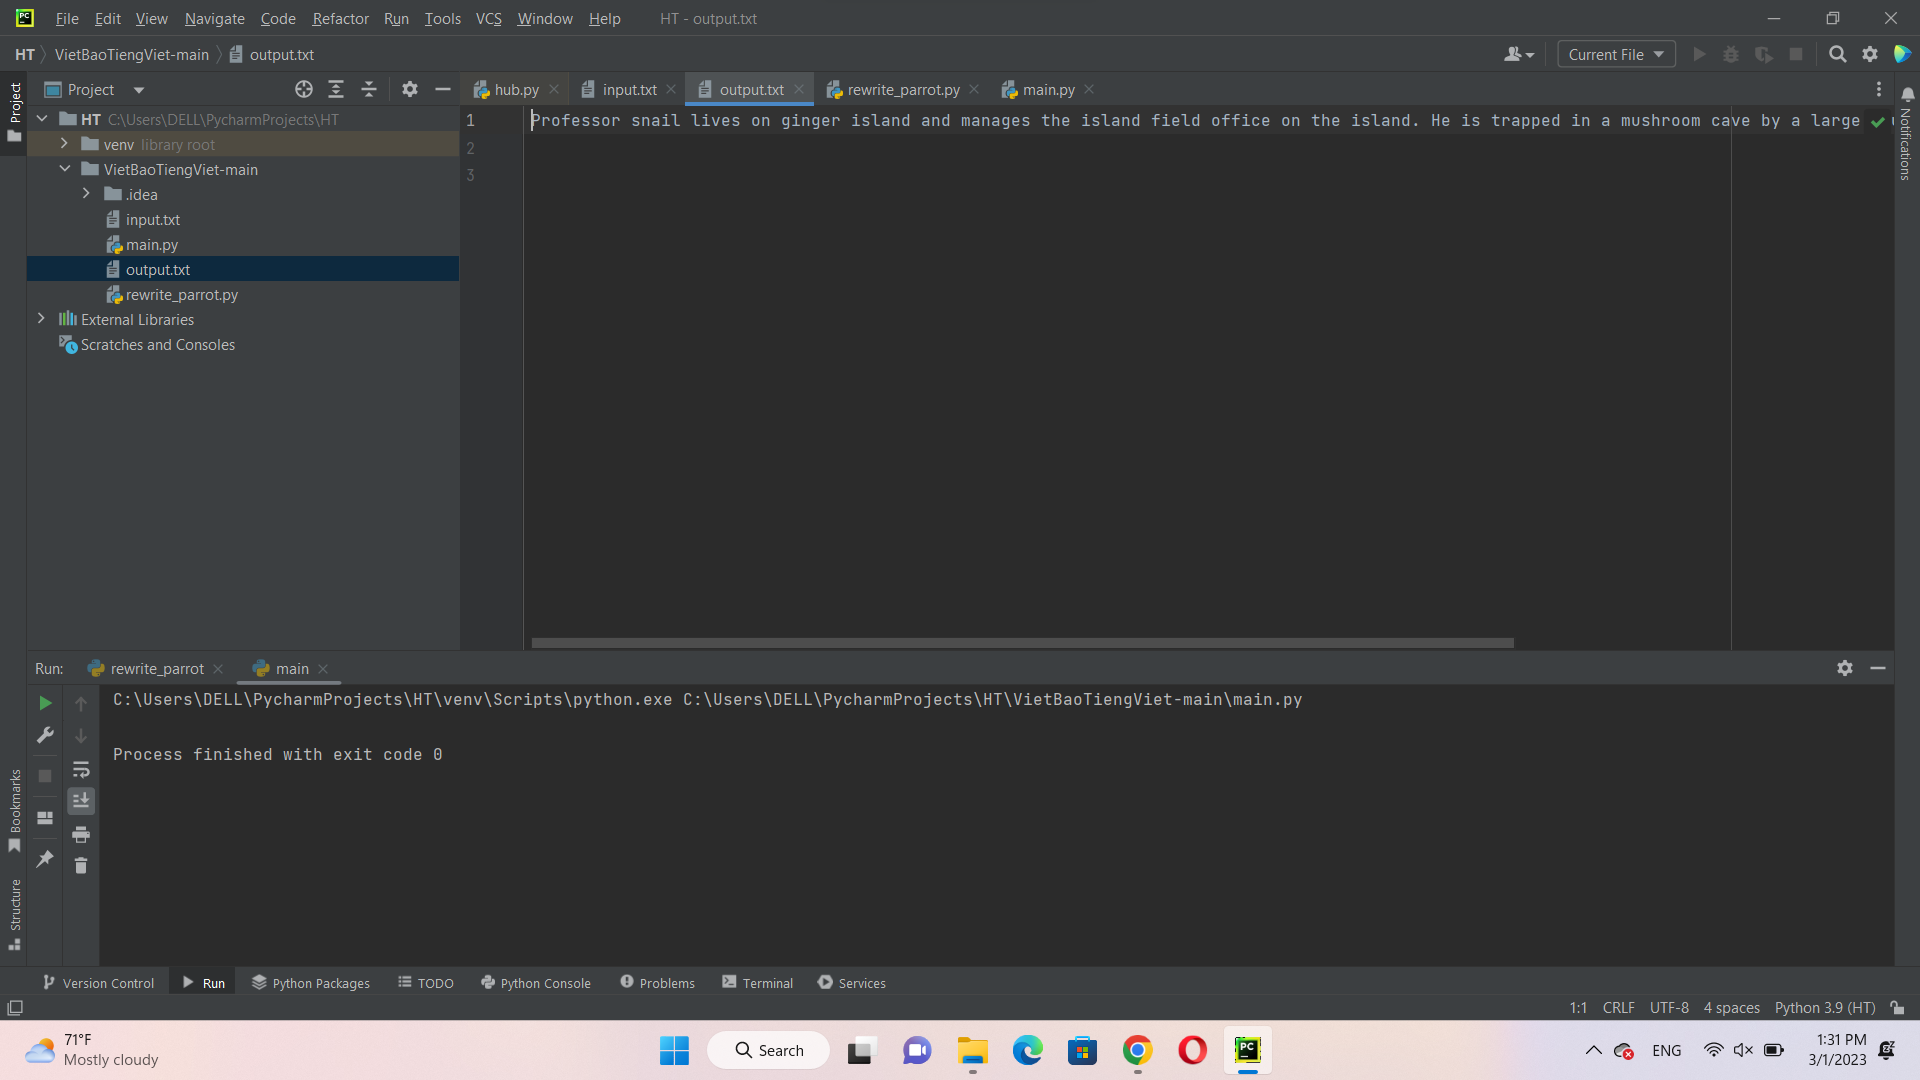 PC File Edit View Navigate Code Refactor Run Tools VCS Window Help HT - output.txt
HT VietBaoTiengViet-main output.txt Current File
Project hub.py input.txt output.txt rewrite_parrot.py main.py
Project
Notifications
HT C:\Users\DELL\PycharmProjects\HT
venv library root
VietBaoTiengViet-main
.idea
input.txt
main.py
output.txt
rewrite_parrot.py
External Libraries
Scratches and Consoles
1 Professor snail lives on ginger island and manages the island field office on the island. He is trapped in a mushroom cave by a large
2
3
Run: rewrite_parrot main
C:\Users\DELL\PycharmProjects\HT\venv\Scripts\python.exe C:\Users\DELL\PycharmProjects\HT\VietBaoTiengViet-main\main.py
Process finished with exit code 0
Bookmarks
Structure
Version Control Run Python Packages TODO Python Console Problems Terminal Services
1:1 CRLF UTF-8 4 spaces Python 3.9 (HT)
71°F
Mostly cloudy
Search
PC
ENG
1:31 PM
3/1/2023